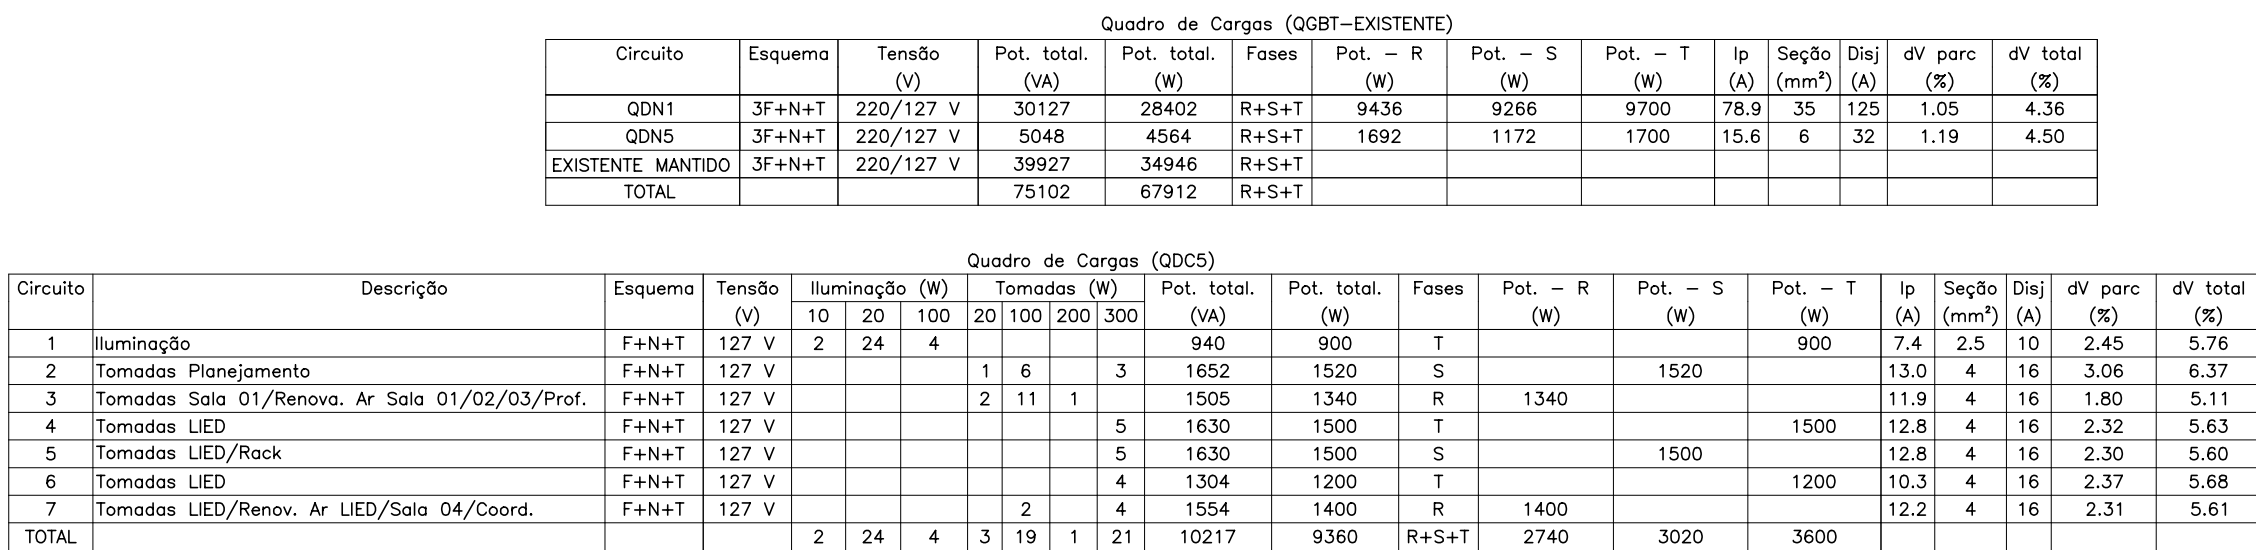 Quadro de Cargas (QGBT-EXISTENTE)
Circuito Esquema Tensão Pot. total. Pot. total. Fases Pot. - R Pot. - S Pot. - T Ip Seção Disj dV parc dV total
(V) (VA) (W) (W) (W) (W) (A) (mm²) (A) (%) (%)
QDN1 3F+N+T 220/127 V 30127 28402 R+S+T 9436 9266 9700 78.9 35 125 1.05 4.36
QDN5 3F+N+T 220/127 V 5048 4564 R+S+T 1692 1172 1700 15.6 6 32 1.19 4.50
EXISTENTE MANTIDO 3F+N+T 220/127 V 39927 34946 R+S+T
TOTAL 75102 67912 R+S+T
Quadro de Cargas (QDC5)
Circuito Descrição Esquema Tensão Iluminação (W) Tomadas (W) Pot. total. Pot. total. Fases Pot. - R Pot. - S Pot. - T Ip Seção Disj dV parc dV total
(V) 10 20 100 20 100 200 300 (VA) (W) (W) (W) (W) (A) (mm²) (A) (%) (%)
1 Iluminação F+N+T 127 V 2 24 4 940 900 T 900 7.4 2.5 10 2.45 5.76
2 Tomadas Planejamento F+N+T 127 V 1 6 3 1652 1520 S 1520 13.0 4 16 3.06 6.37
3 Tomadas Sala 01/Renova. Ar Sala 01/02/03/Prof. F+N+T 127 V 2 11 1 1505 1340 R 1340 11.9 4 16 1.80 5.11
4 Tomadas LIED F+N+T 127 V 5 1630 1500 T 1500 12.8 4 16 2.32 5.63
5 Tomadas LIED/Rack F+N+T 127 V 5 1630 1500 S 1500 12.8 4 16 2.30 5.60
6 Tomadas LIED F+N+T 127 V 4 1304 1200 T 1200 10.3 4 16 2.37 5.68
7 Tomadas LIED/Renov. Ar LIED/Sala 04/Coord. F+N+T 127 V 2 4 1554 1400 R 1400 12.2 4 16 2.31 5.61
TOTAL 2 24 4 3 19 1 21 10217 9360 R+S+T 2740 3020 3600